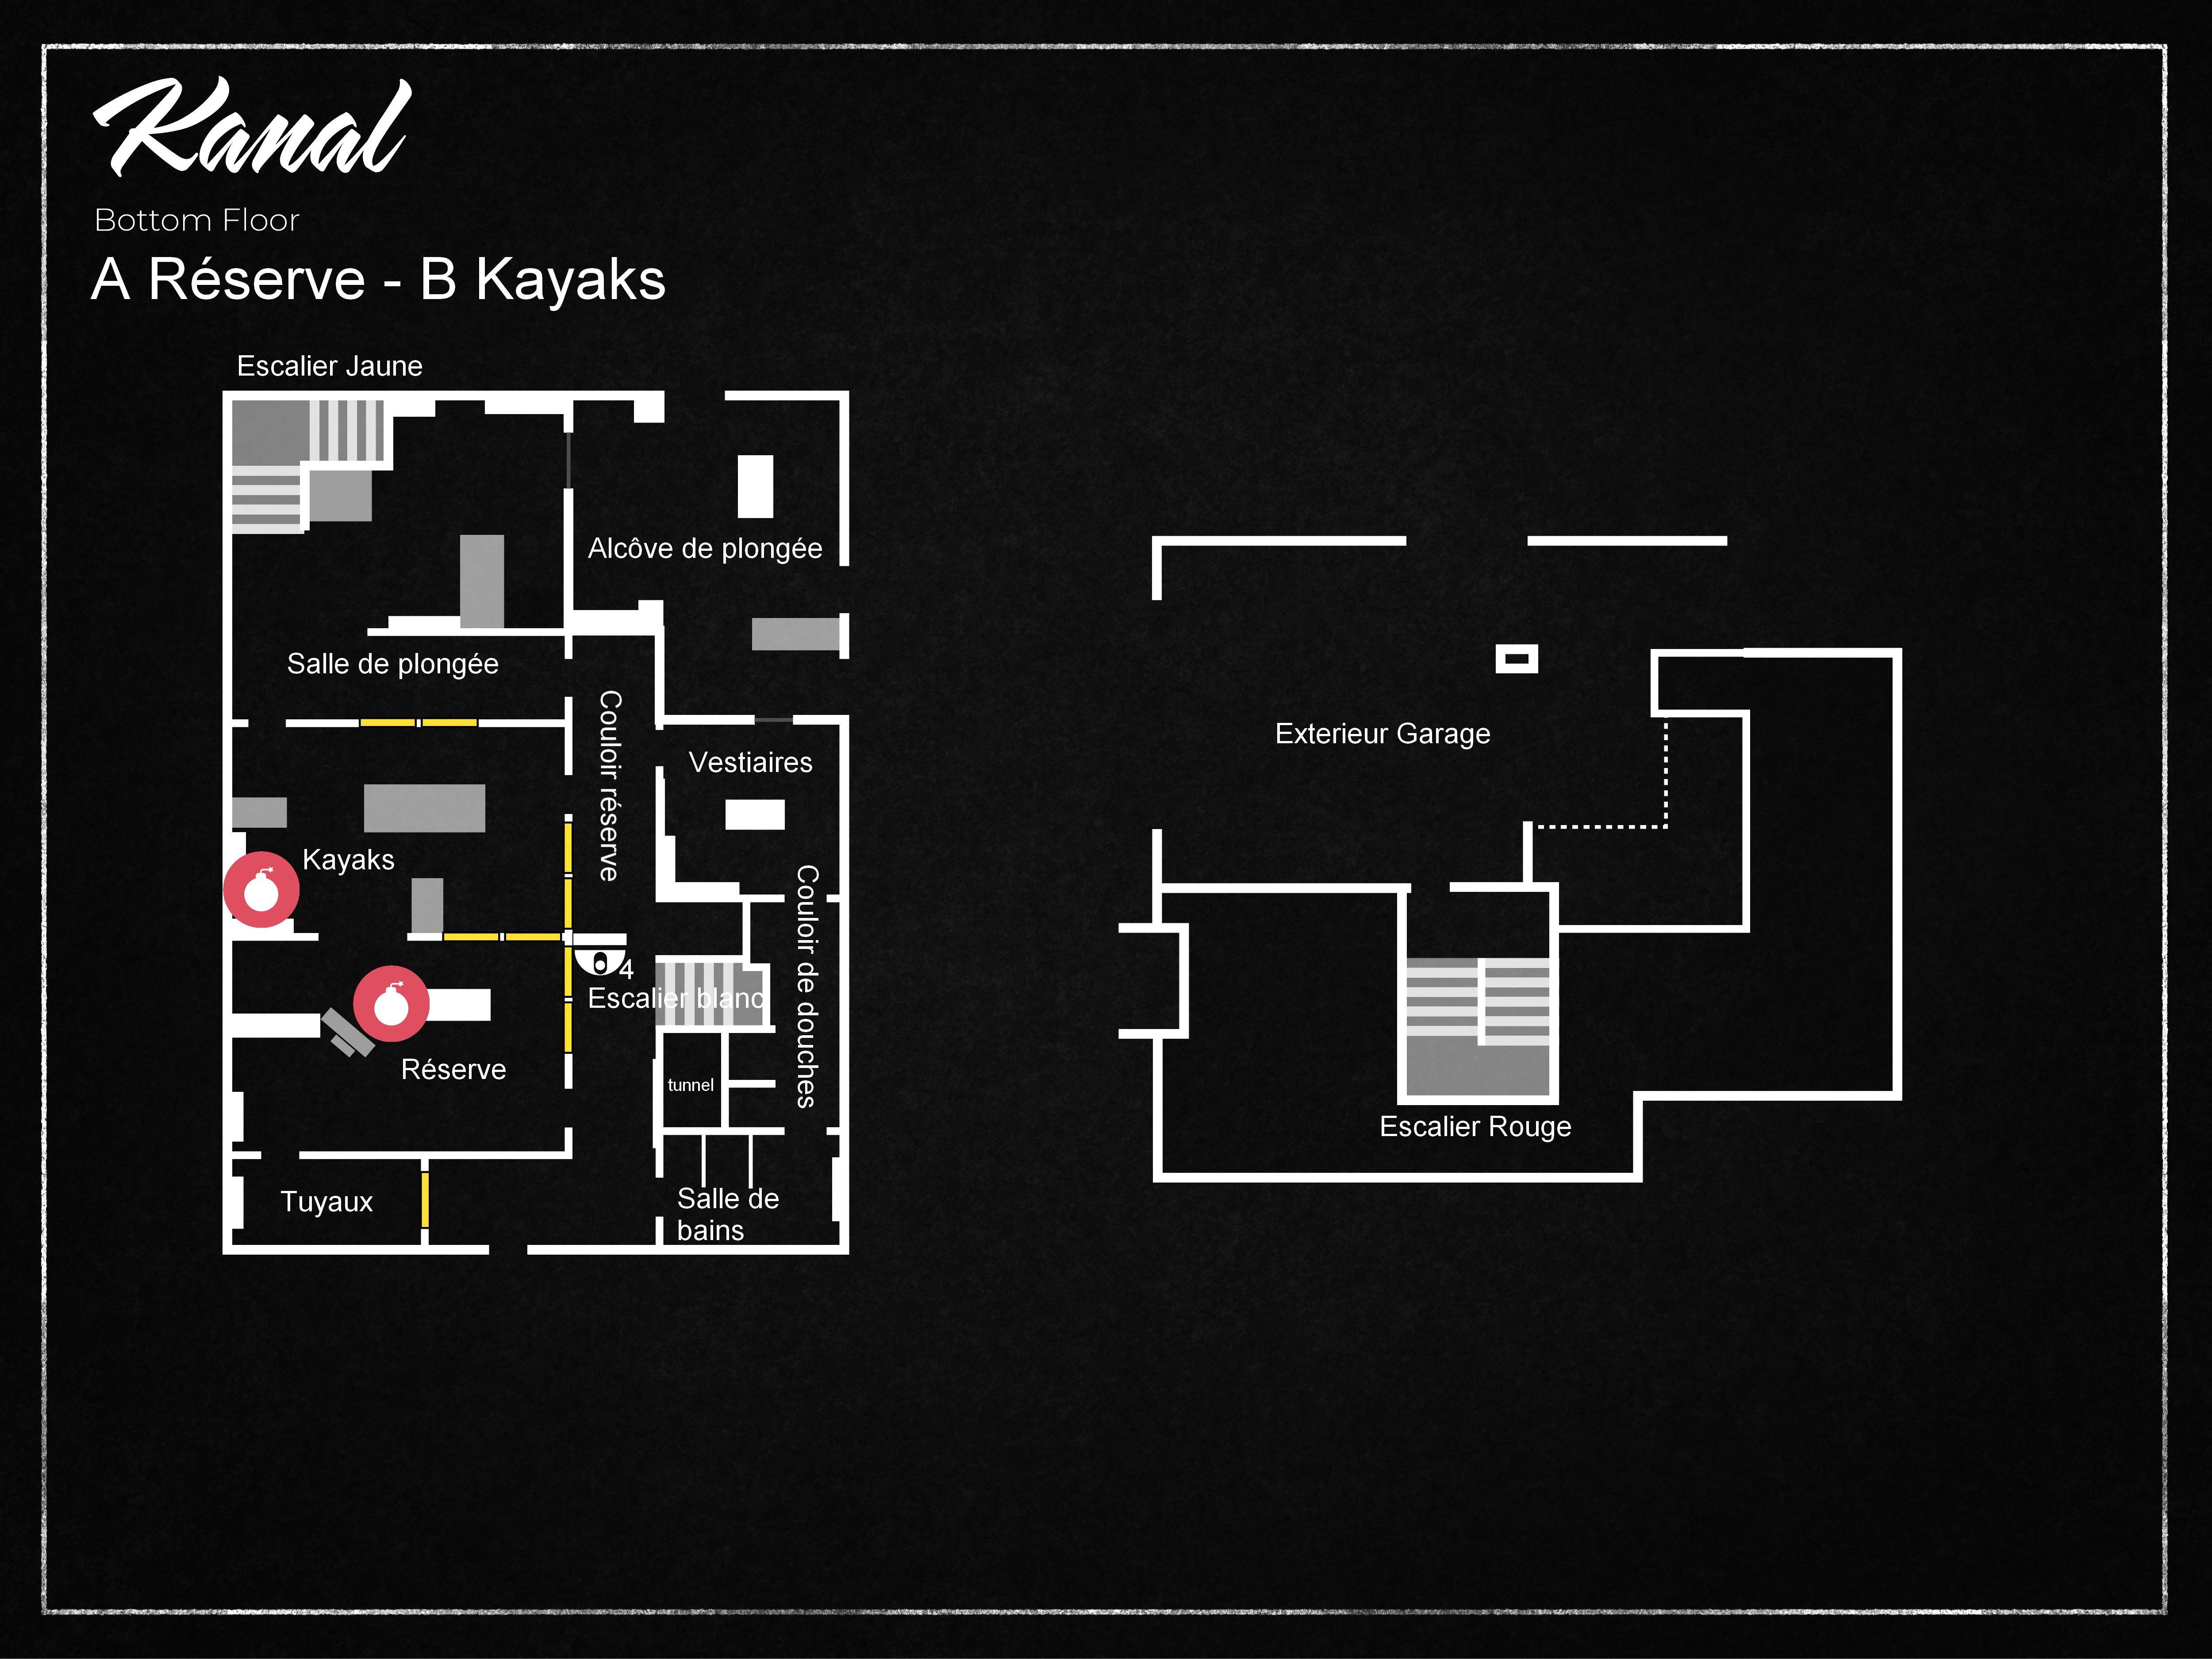 Kanal
Bottom Floor
A Réserve - B Kayaks
Escalier Jaune
Alcôve de plongée
Salle de plongée
Couloir réserve
Vestiaires
Exterieur Garage
Kayaks
Couloir de douches
4
Escalier blanc
Réserve
tunnel
Escalier Rouge
Tuyaux
Salle de
bains